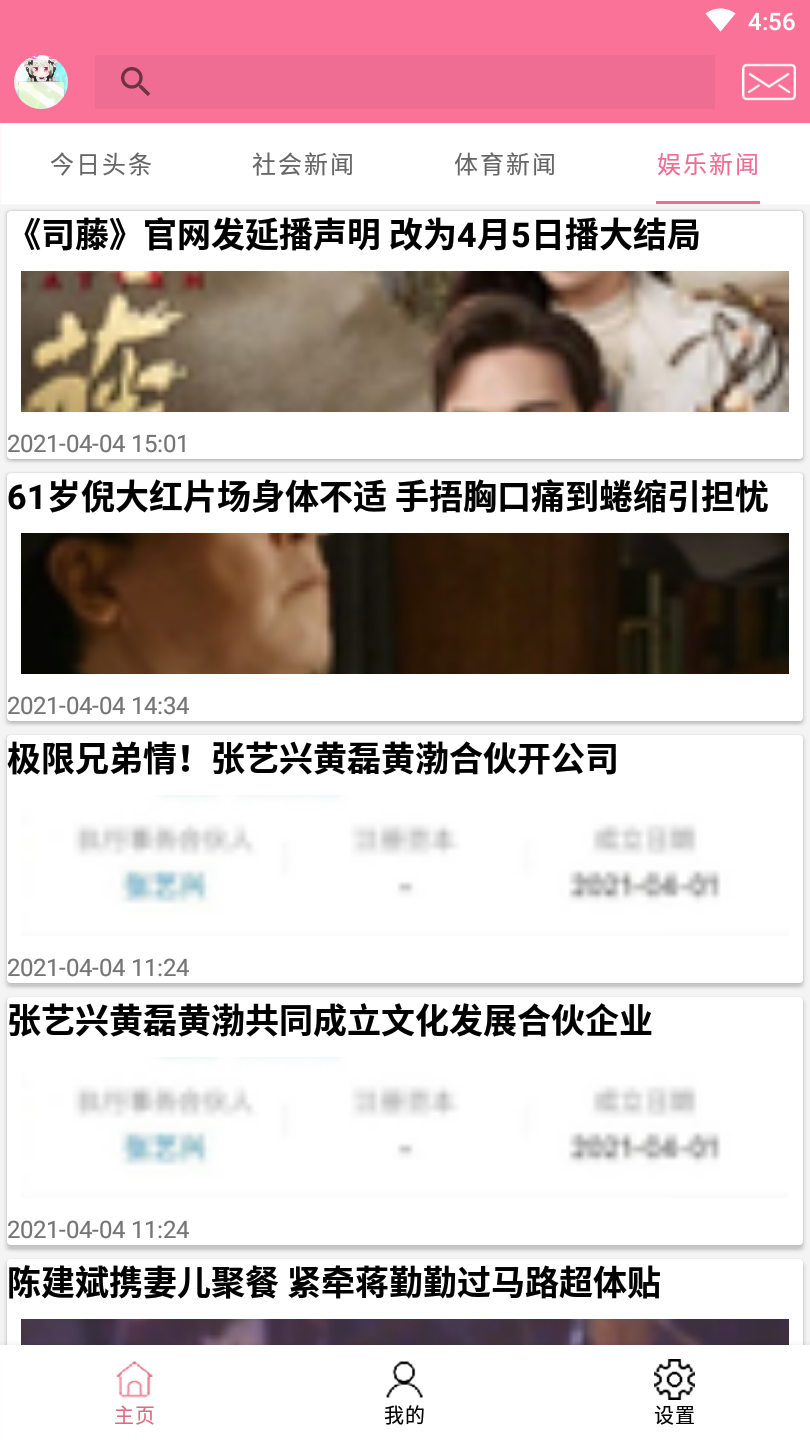 4:56
今日头条 社会新闻 体育新闻 娱乐新闻
《司藤》官网发延播声明 改为4月5日播大结局
2021-04-04 15:01
61岁倪大红片场身体不适 手捂胸口痛到蜷缩引担忧
2021-04-04 14:34
极限兄弟情！张艺兴黄磊黄渤合伙开公司
执行事务合伙人 注册资本 成立日期
张艺兴 - 2021-04-01
2021-04-04 11:24
张艺兴黄磊黄渤共同成立文化发展合伙企业
执行事务合伙人 注册资本 成立日期
张艺兴 - 2021-04-01
2021-04-04 11:24
陈建斌携妻儿聚餐 紧牵蒋勤勤过马路超体贴
主页 我的 设置